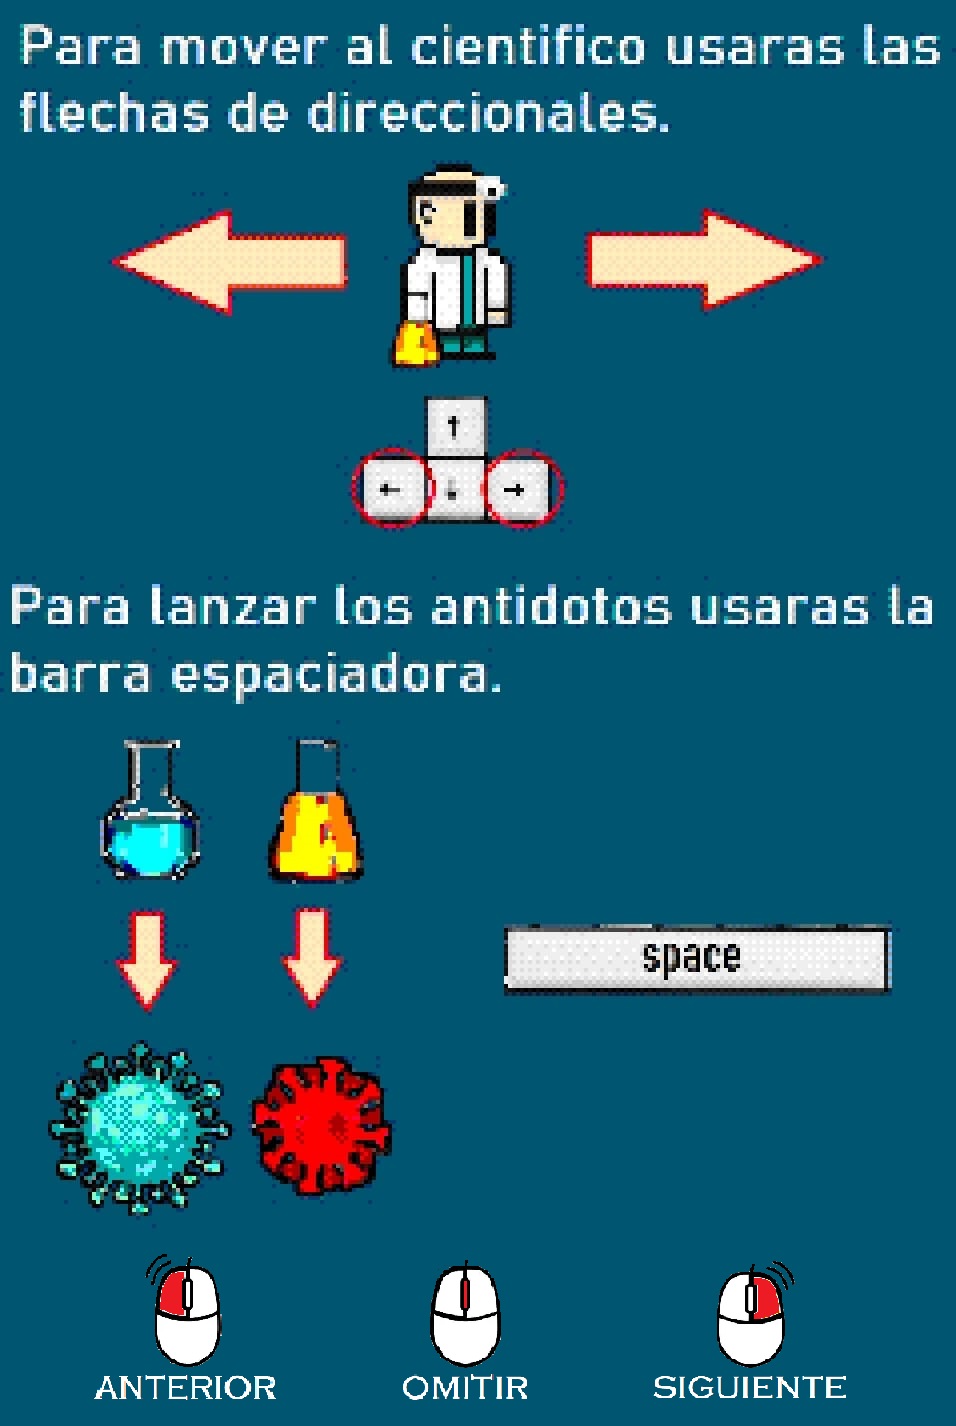 Para mover al cientifico usaras las
flechas de direccionales.
↑
← ↓ →
Para lanzar los antidotos usaras la
barra espaciadora.
space
ANTERIOR OMITIR SIGUIENTE